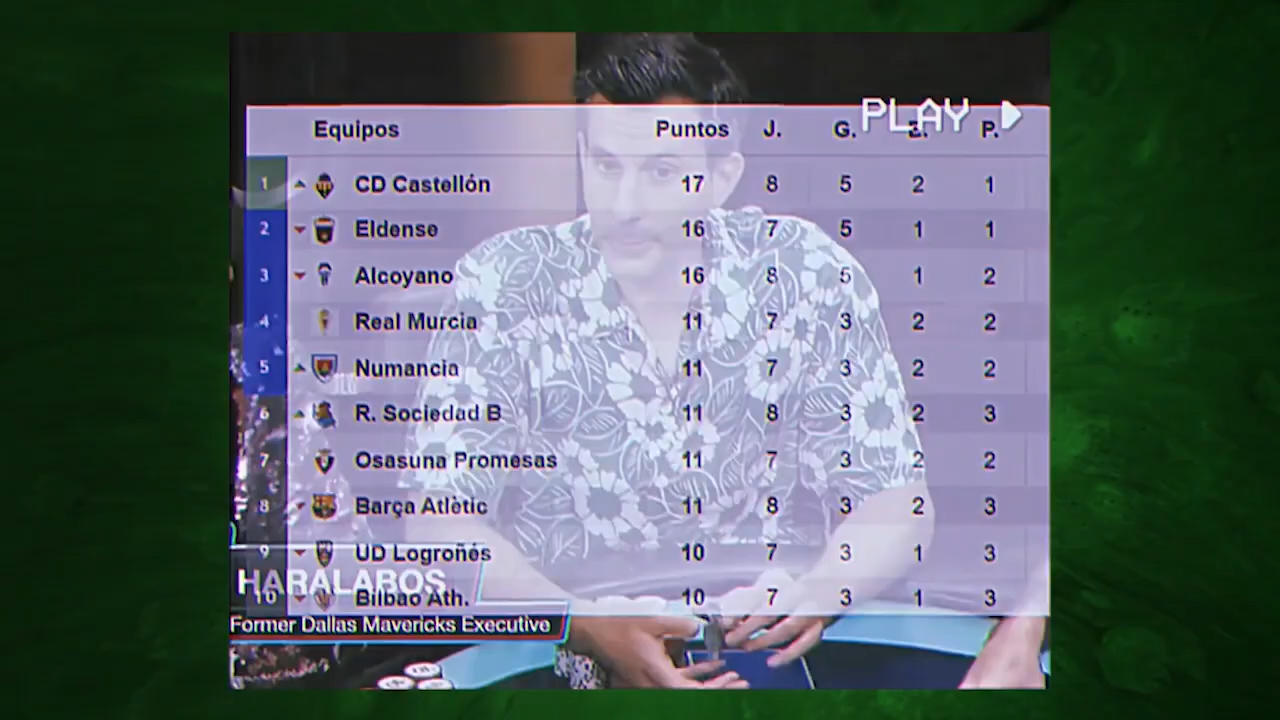 PLAY
Equipos Puntos J. G. E. P.
1 CD Castellón 17 8 5 2 1
2 Eldense 16 7 5 1 1
3 Alcoyano 16 8 5 1 2
4 Real Murcia 11 7 3 2 2
5 Numancia 11 7 3 2 2
6 R. Sociedad B 11 8 3 2 3
7 Osasuna Promesas 11 7 3 2 2
8 Barça Atlètic 11 8 3 2 3
9 UD Logroñés 10 7 3 1 3
HARALABOS
10 Bilbao Ath. 10 7 3 1 3
Former Dallas Mavericks Executive